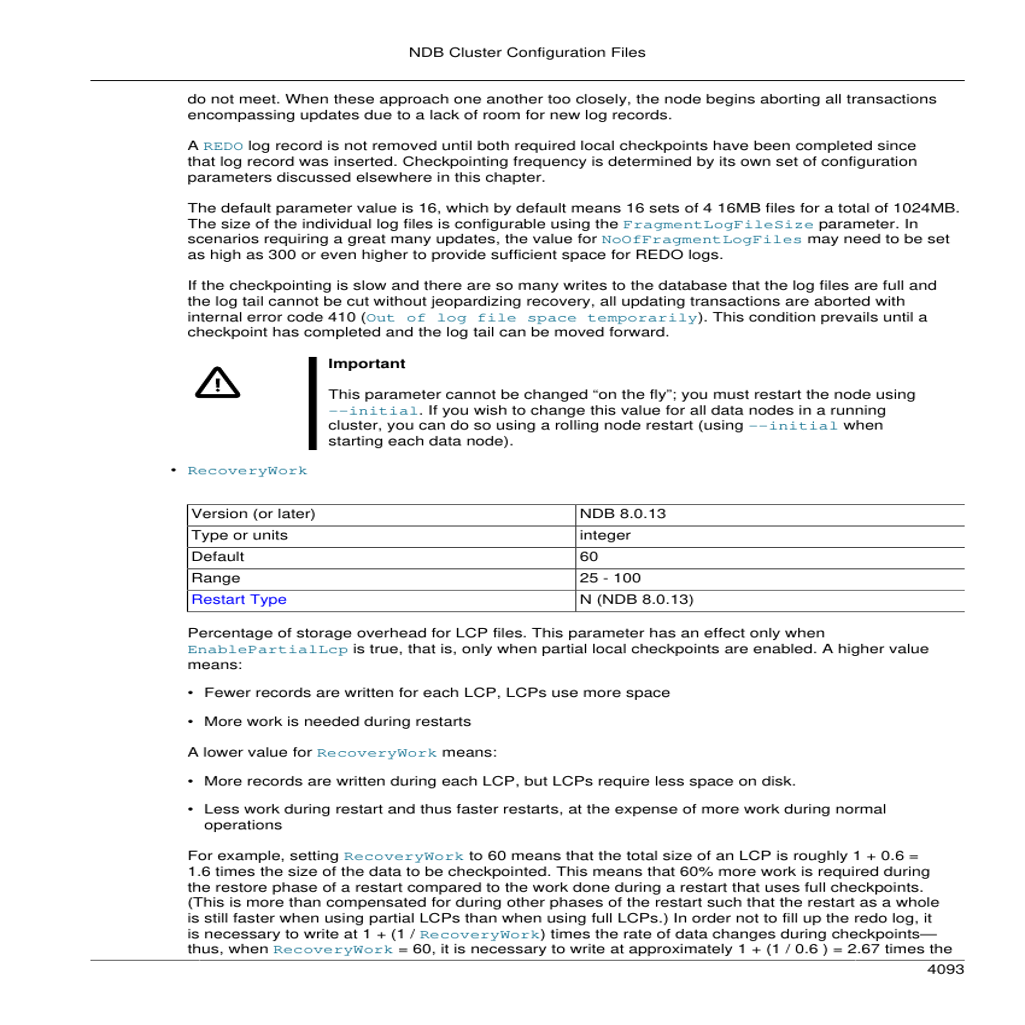 NDB Cluster Configuration Files
do not meet. When these approach one another too closely, the node begins aborting all transactions
encompassing updates due to a lack of room for new log records.
A REDO log record is not removed until both required local checkpoints have been completed since
that log record was inserted. Checkpointing frequency is determined by its own set of configuration
parameters discussed elsewhere in this chapter.
The default parameter value is 16, which by default means 16 sets of 4 16MB files for a total of 1024MB.
The size of the individual log files is configurable using the FragmentLogFileSize parameter. In
scenarios requiring a great many updates, the value for NoOfFragmentLogFiles may need to be set
as high as 300 or even higher to provide sufficient space for REDO logs.
If the checkpointing is slow and there are so many writes to the database that the log files are full and
the log tail cannot be cut without jeopardizing recovery, all updating transactions are aborted with
internal error code 410 (Out of log file space temporarily). This condition prevails until a
checkpoint has completed and the log tail can be moved forward.
Important
This parameter cannot be changed “on the fly”; you must restart the node using
--initial. If you wish to change this value for all data nodes in a running
cluster, you can do so using a rolling node restart (using --initial when
starting each data node).
• RecoveryWork
Version (or later) NDB 8.0.13
Type or units integer
Default 60
Range 25 - 100
Restart Type N (NDB 8.0.13)
Percentage of storage overhead for LCP files. This parameter has an effect only when
EnablePartialLcp is true, that is, only when partial local checkpoints are enabled. A higher value
means:
• Fewer records are written for each LCP, LCPs use more space
• More work is needed during restarts
A lower value for RecoveryWork means:
• More records are written during each LCP, but LCPs require less space on disk.
• Less work during restart and thus faster restarts, at the expense of more work during normal
operations
For example, setting RecoveryWork to 60 means that the total size of an LCP is roughly 1 + 0.6 =
1.6 times the size of the data to be checkpointed. This means that 60% more work is required during
the restore phase of a restart compared to the work done during a restart that uses full checkpoints.
(This is more than compensated for during other phases of the restart such that the restart as a whole
is still faster when using partial LCPs than when using full LCPs.) In order not to fill up the redo log, it
is necessary to write at 1 + (1 / RecoveryWork) times the rate of data changes during checkpoints—
thus, when RecoveryWork = 60, it is necessary to write at approximately 1 + (1 / 0.6 ) = 2.67 times the
4093